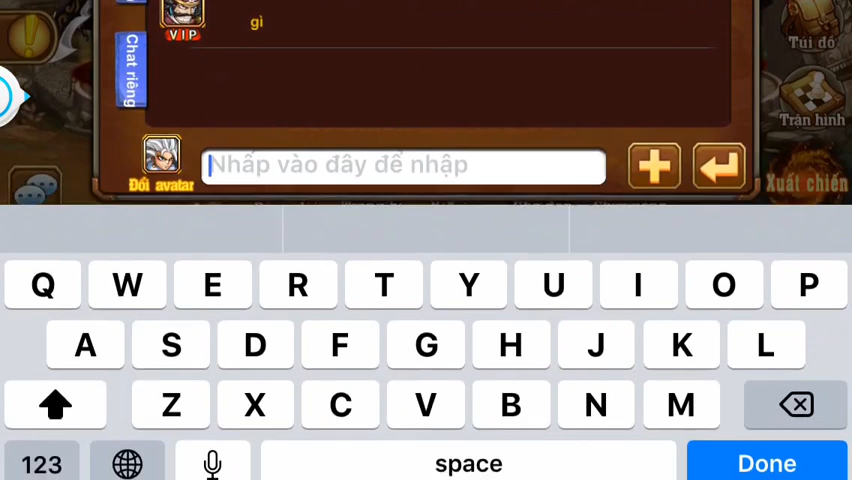 gì
VIP
Chat riêng
Túi đồ
Trận hình
Nhấp vào đây để nhập
Đổi avatar
Xuất chiến
Q W E R T Y U I O P
A S D F G H J K L
Z X C V B N M
123
space
Done